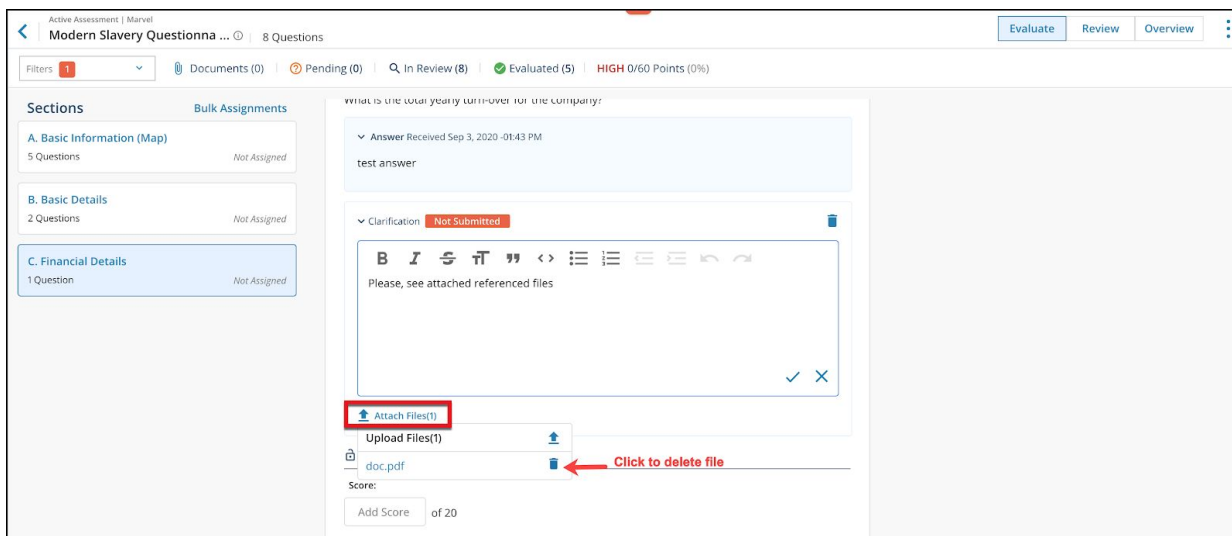 Active Assessment | Marvel
Modern Slavery Questionna ... 8 Questions
Evaluate Review Overview
Filters 1 Documents (0) Pending (0) In Review (8) Evaluated (5) HIGH 0/60 Points (0%)
Sections Bulk Assignments
A. Basic Information (Map)
5 Questions Not Assigned
B. Basic Details
2 Questions Not Assigned
C. Financial Details
1 Question Not Assigned
What is the total yearly turn-over for the company?
Answer Received Sep 3, 2020 -01:43 PM
test answer
Clarification Not Submitted
B I S TT
Please, see attached referenced files
Attach Files(1)
Upload Files(1)
doc.pdf Click to delete file
Score:
Add Score of 20